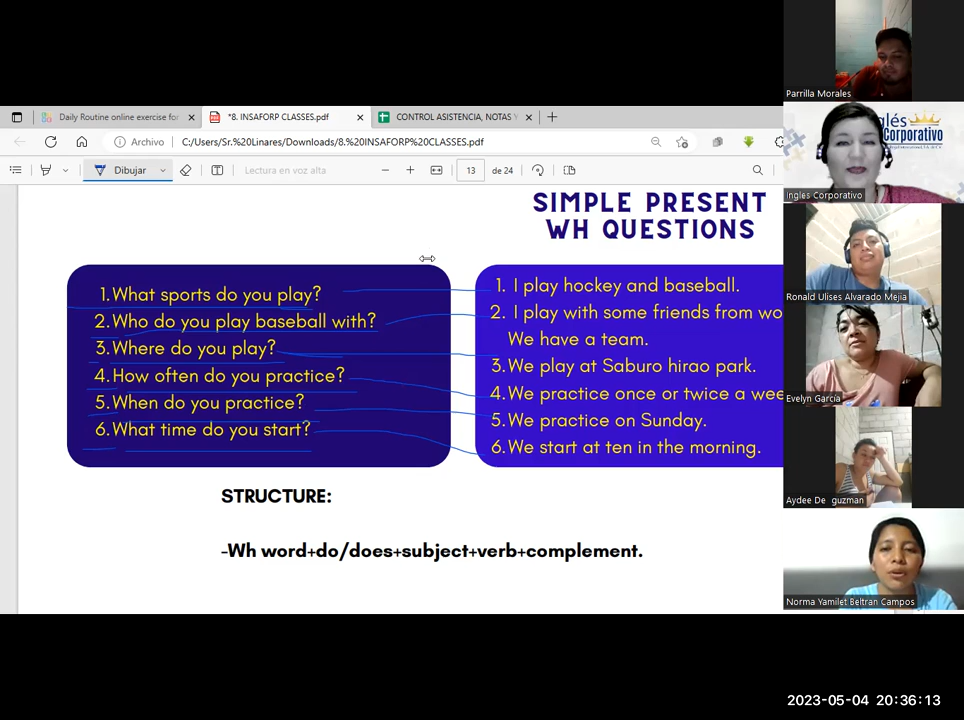 Parrilla Morales
Daily Routine online exercise for
*8. INSAFORP CLASSES.pdf
CONTROL ASISTENCIA, NOTAS Y
Archivo
C:/Users/Sr.%20Linares/Downloads/8.%20INSAFORP%20CLASSES.pdf
Dibujar
Lectura en voz alta
13
de 24
glés
Corporativo
ingles Corporativo
SIMPLE PRESENT
WH QUESTIONS
1.What sports do you play?
2.Who do you play baseball with?
3.Where do you play?
4.How often do you practice?
5.When do you practice?
6.What time do you start?
1. I play hockey and baseball.
2. I play with some friends from wo
We have a team.
3.We play at Saburo hirao park.
4.We practice once or twice a wee
5.We practice on Sunday.
6.We start at ten in the morning.
Ronald Ulises Alvarado Mejia
Evelyn García
Aydee De guzman
Norma Yamilet Beltran Campos
STRUCTURE:
-Wh word+do/does+subject+verb+complement.
2023-05-04 20:36:13